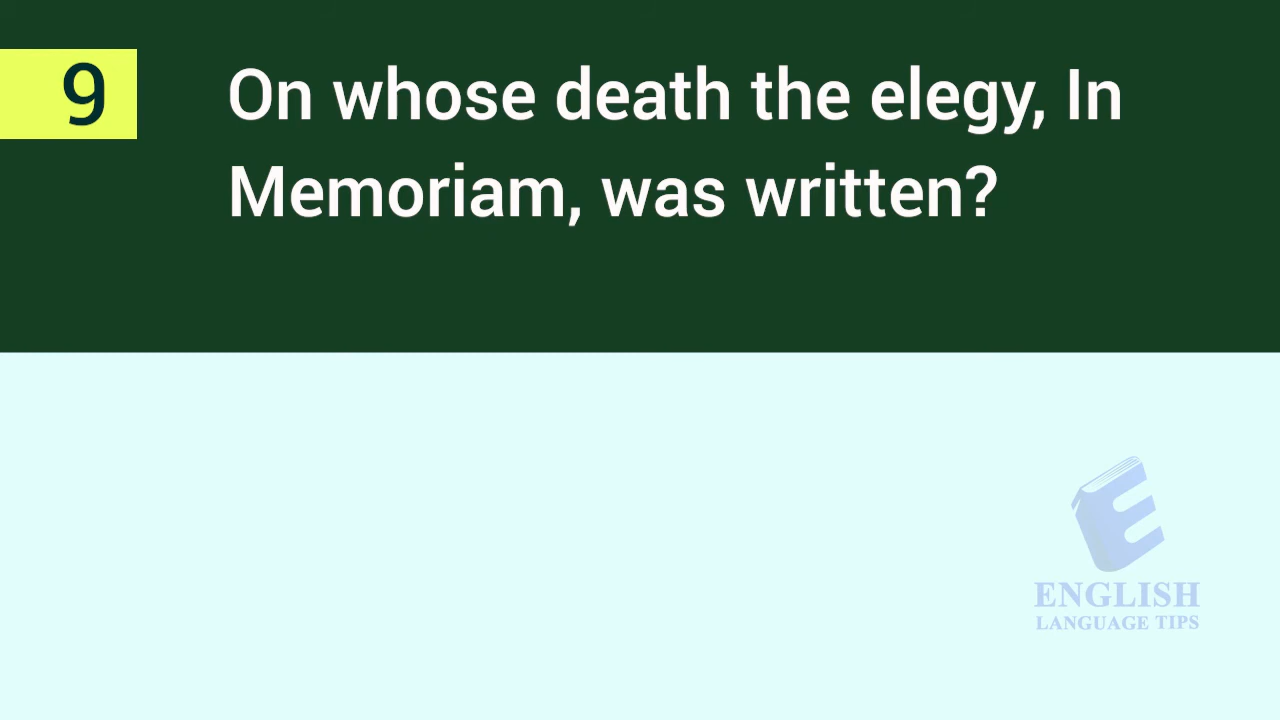 9
On whose death the elegy, In
Memoriam, was written?
ENGLISH
LANGUAGE TIPS